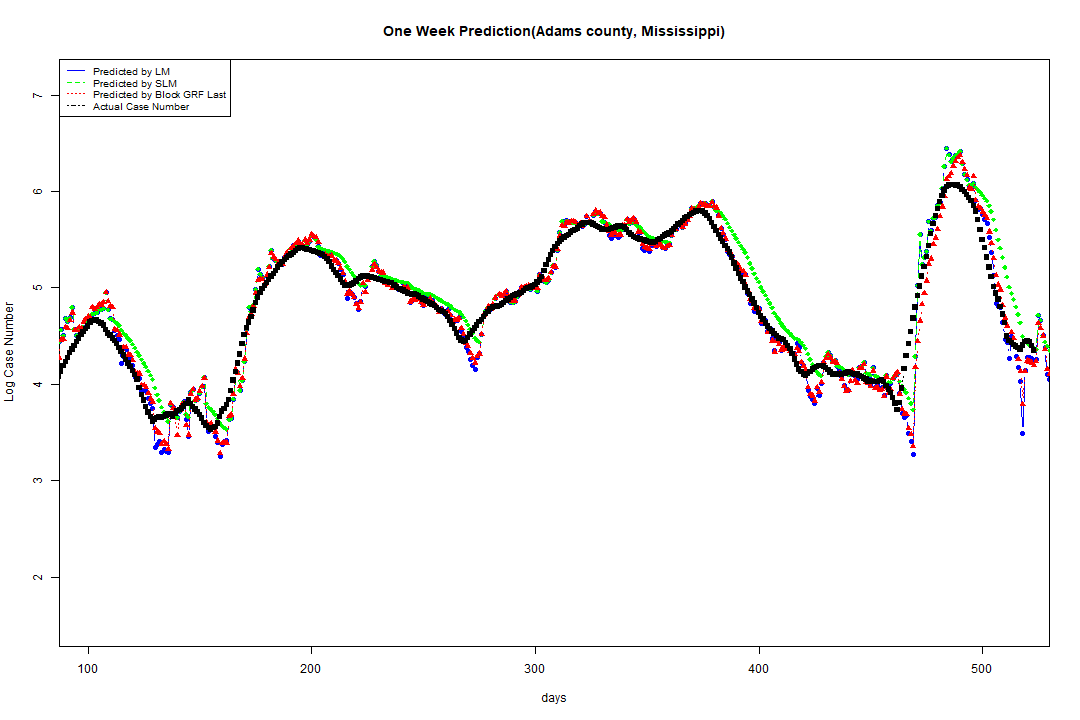 One Week Prediction(Adams county, Mississippi)
Predicted by LM
Predicted by SLM
Predicted by Block GRF Last
Actual Case Number
7
6
5
4
3
2
Log Case Number
100 200 300 400 500
days